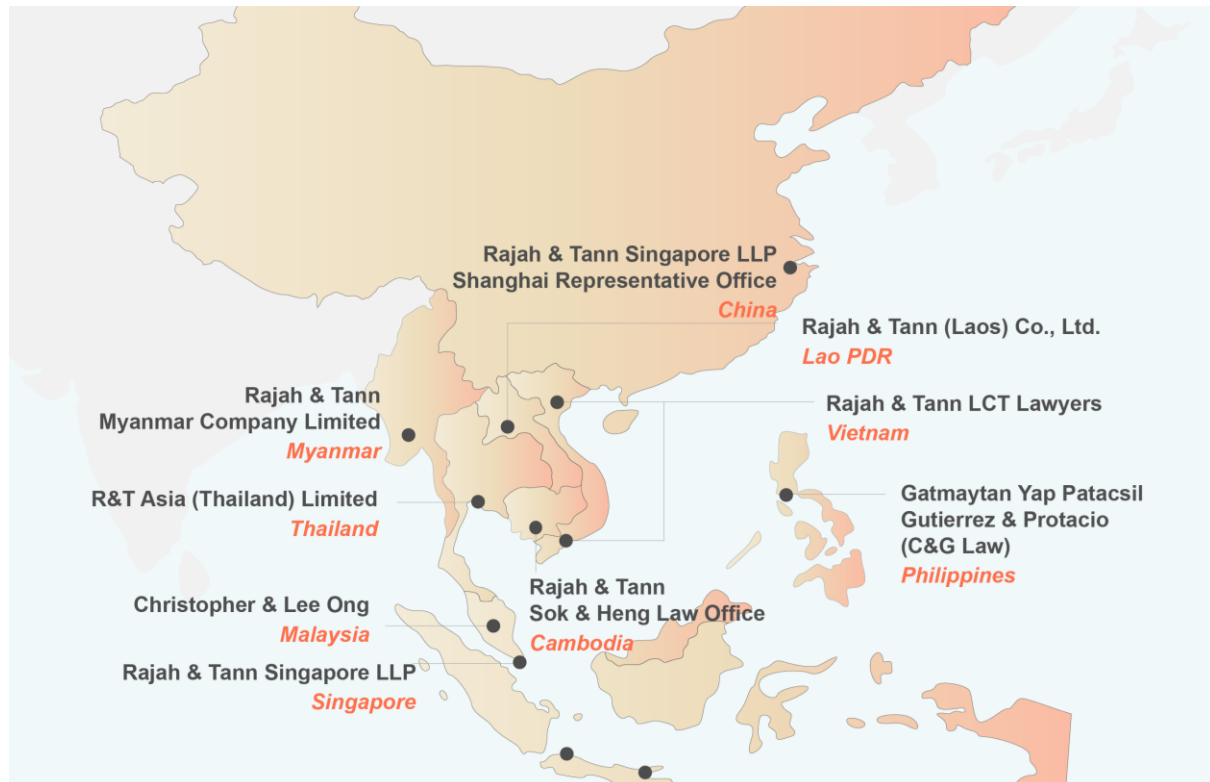 Rajah & Tann Singapore LLP
Shanghai Representative Office
China
Rajah & Tann (Laos) Co., Ltd.
Lao PDR
Rajah & Tann
Myanmar Company Limited
Myanmar
Rajah & Tann LCT Lawyers
Vietnam
R&T Asia (Thailand) Limited
Thailand
Gatmaytan Yap Patacsil
Gutierrez & Protacio
(C&G Law)
Philippines
Rajah & Tann
Sok & Heng Law Office
Cambodia
Christopher & Lee Ong
Malaysia
Rajah & Tann Singapore LLP
Singapore